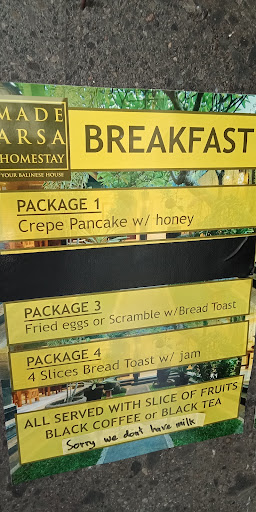 MADE
ARSA
HOMESTAY
YOUR BALINESE HOUSE
BREAKFAST
PACKAGE 1
Crepe Pancake w/ honey
PACKAGE 3
Fried eggs or Scramble w/Bread Toast
PACKAGE 4
4 Slices Bread Toast w/ jam
ALL SERVED WITH SLICE OF FRUITS
BLACK COFFEE or BLACK TEA
Sorry we dont have milk